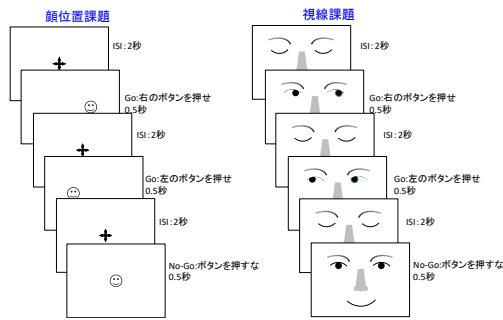 顔位置課題
ISI:2秒
Go:右のボタンを押せ
0.5秒
ISI:2秒
Go:左のボタンを押せ
0.5秒
ISI:2秒
No-Go:ボタンを押すな
0.5秒
視線課題
ISI:2秒
Go:右のボタンを押せ
0.5秒
ISI:2秒
Go:左のボタンを押せ
0.5秒
ISI:2秒
No-Go:ボタンを押すな
0.5秒